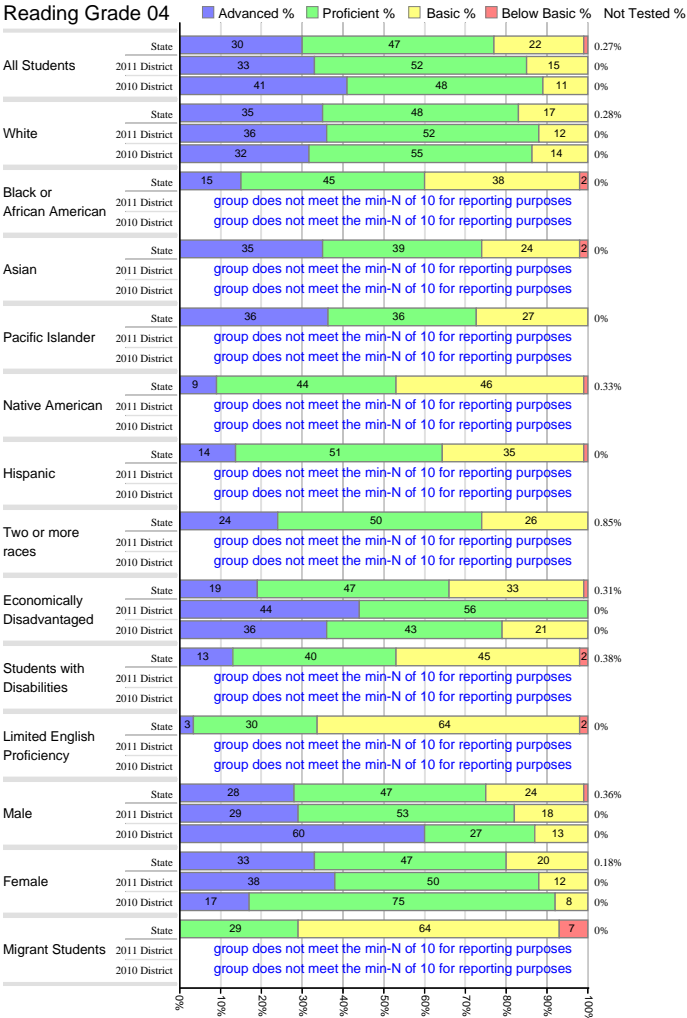 Reading Grade 04 Advanced % Proficient % Basic % Below Basic % Not Tested %
All Students
State 30 47 22 0.27%
2011 District 33 52 15 0%
2010 District 41 48 11 0%
White
State 35 48 17 0.28%
2011 District 36 52 12 0%
2010 District 32 55 14 0%
Black or
African American
State 15 45 38 2 0%
2011 District group does not meet the min-N of 10 for reporting purposes
2010 District group does not meet the min-N of 10 for reporting purposes
Asian
State 35 39 24 2 0%
2011 District group does not meet the min-N of 10 for reporting purposes
2010 District group does not meet the min-N of 10 for reporting purposes
Pacific Islander
State 36 36 27 0%
2011 District group does not meet the min-N of 10 for reporting purposes
2010 District group does not meet the min-N of 10 for reporting purposes
Native American
State 9 44 46 0.33%
2011 District group does not meet the min-N of 10 for reporting purposes
2010 District group does not meet the min-N of 10 for reporting purposes
Hispanic
State 14 51 35 0%
2011 District group does not meet the min-N of 10 for reporting purposes
2010 District group does not meet the min-N of 10 for reporting purposes
Two or more
races
State 24 50 26 0.85%
2011 District group does not meet the min-N of 10 for reporting purposes
2010 District group does not meet the min-N of 10 for reporting purposes
Economically
Disadvantaged
State 19 47 33 0.31%
2011 District 44 56 0%
2010 District 36 43 21 0%
Students with
Disabilities
State 13 40 45 2 0.38%
2011 District group does not meet the min-N of 10 for reporting purposes
2010 District group does not meet the min-N of 10 for reporting purposes
Limited English
Proficiency
State 3 30 64 2 0%
2011 District group does not meet the min-N of 10 for reporting purposes
2010 District group does not meet the min-N of 10 for reporting purposes
Male
State 28 47 24 0.36%
2011 District 29 53 18 0%
2010 District 60 27 13 0%
Female
State 33 47 20 0.18%
2011 District 38 50 12 0%
2010 District 17 75 8 0%
Migrant Students
State 29 64 7 0%
2011 District group does not meet the min-N of 10 for reporting purposes
2010 District group does not meet the min-N of 10 for reporting purposes
0% 10% 20% 30% 40% 50% 60% 70% 80% 90% 100%